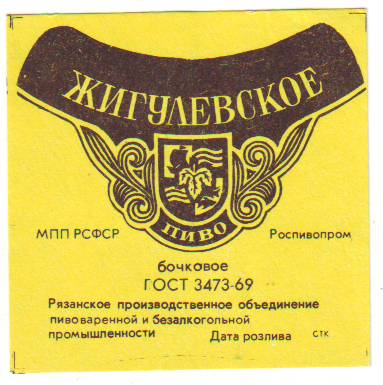 ЖИГУЛЕВСКОЕ
ПИВО
МПП РСФСР Роспивопром
бочковое
ГОСТ 3473-69
Рязанское производственное объединение
пивоваренной и безалкогольной
промышленности Дата розлива СТК